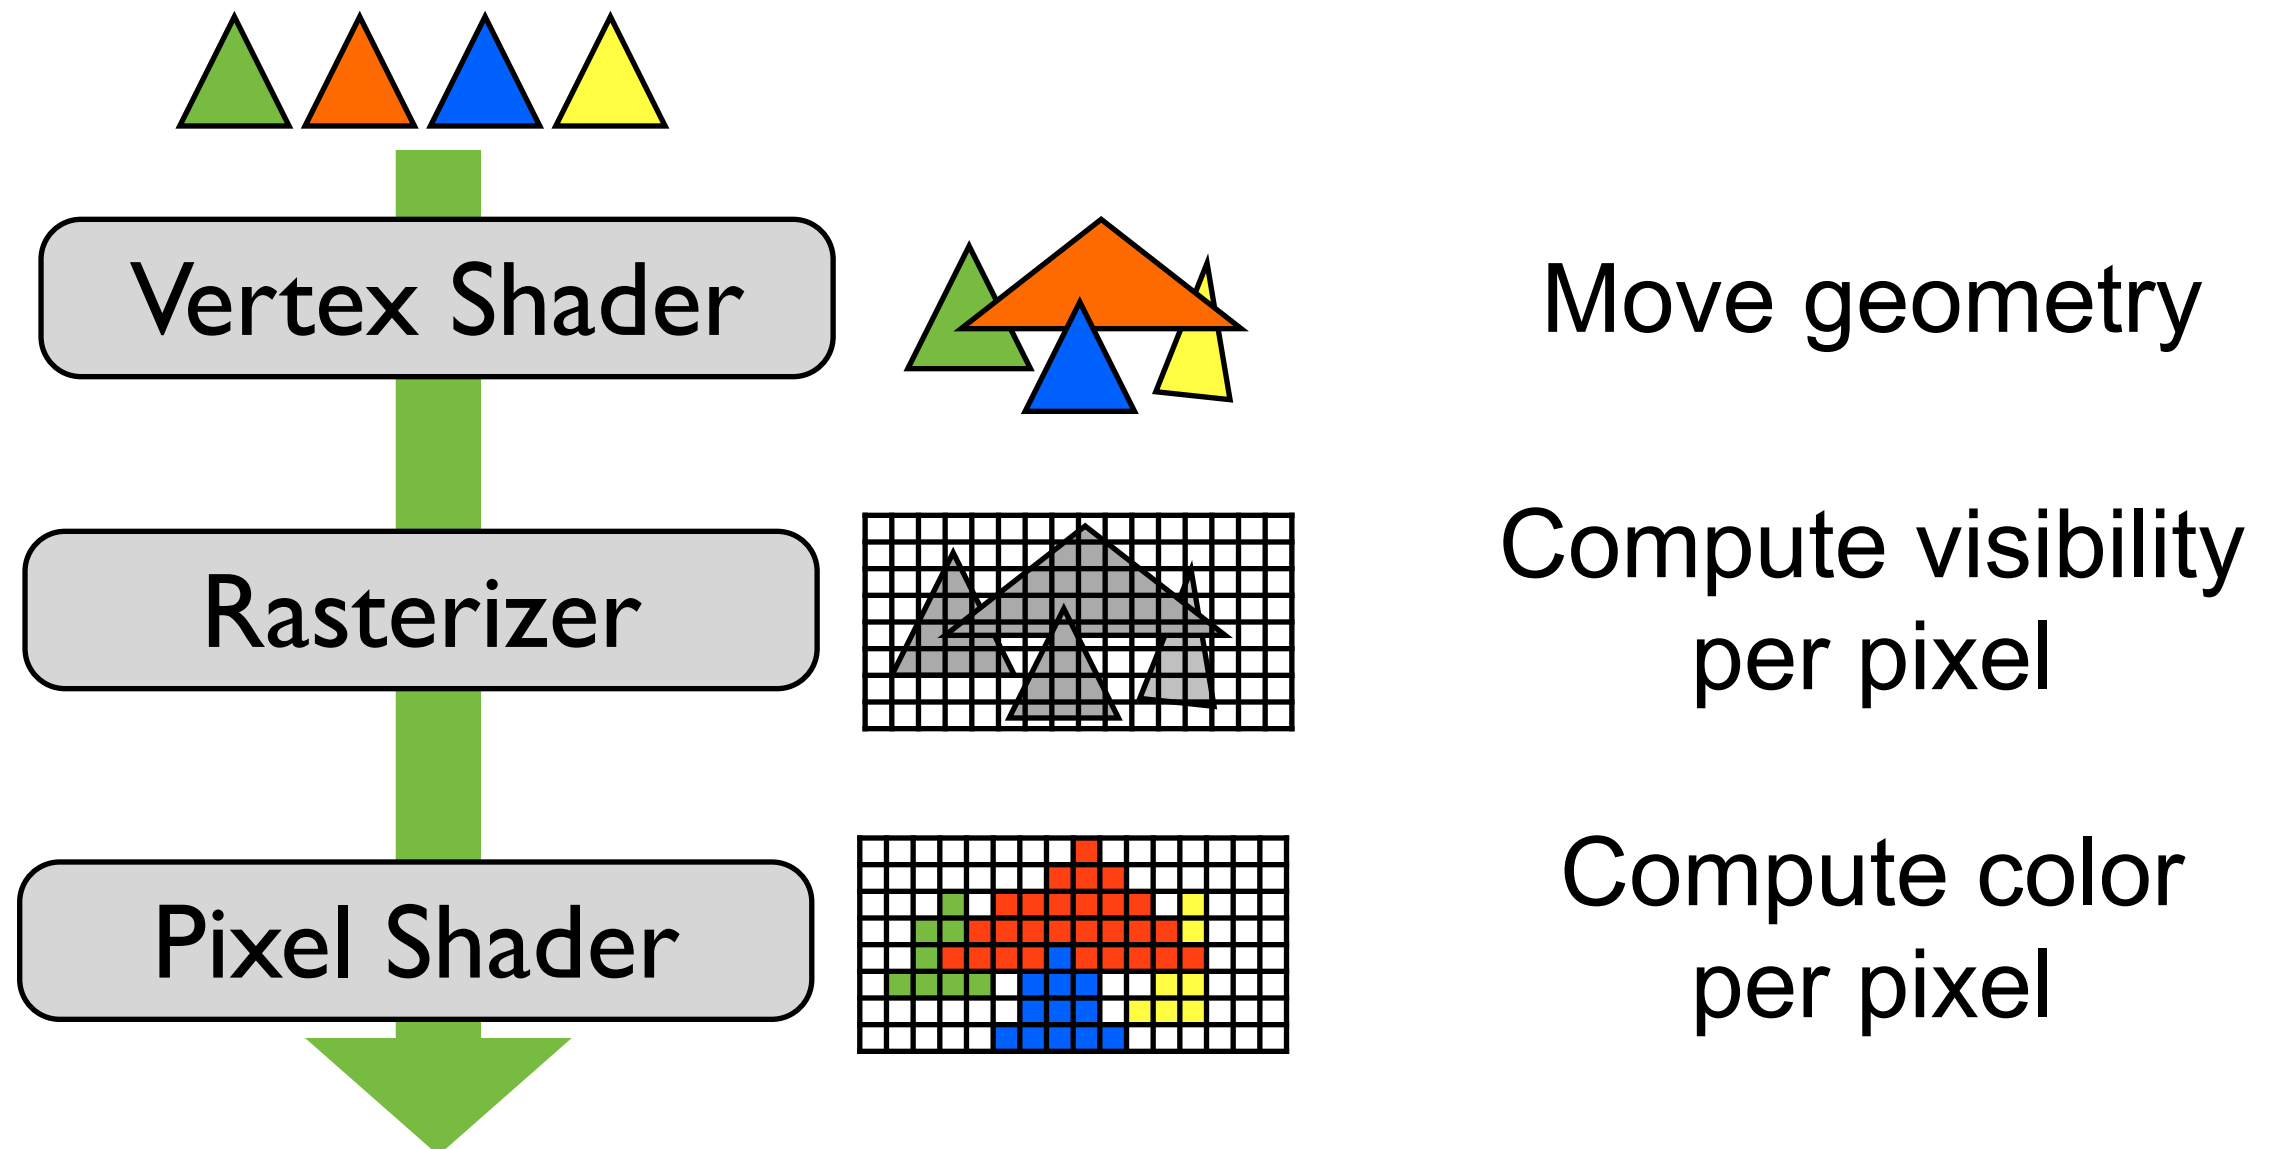 Vertex Shader
Move geometry
Rasterizer
Compute visibility
per pixel
Pixel Shader
Compute color
per pixel